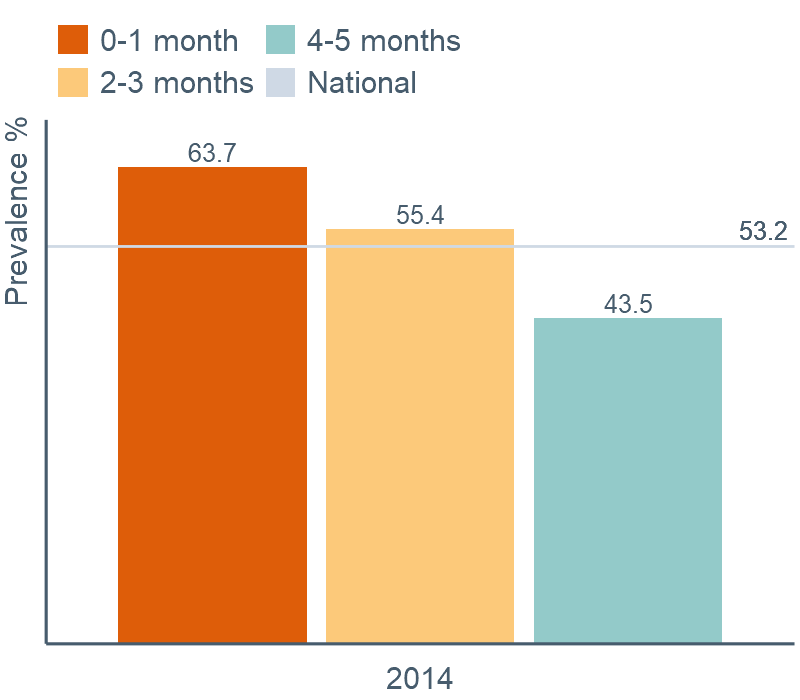 0-1 month
4-5 months
2-3 months
National
Prevalence %
63.7
55.4
53.2
43.5
2014